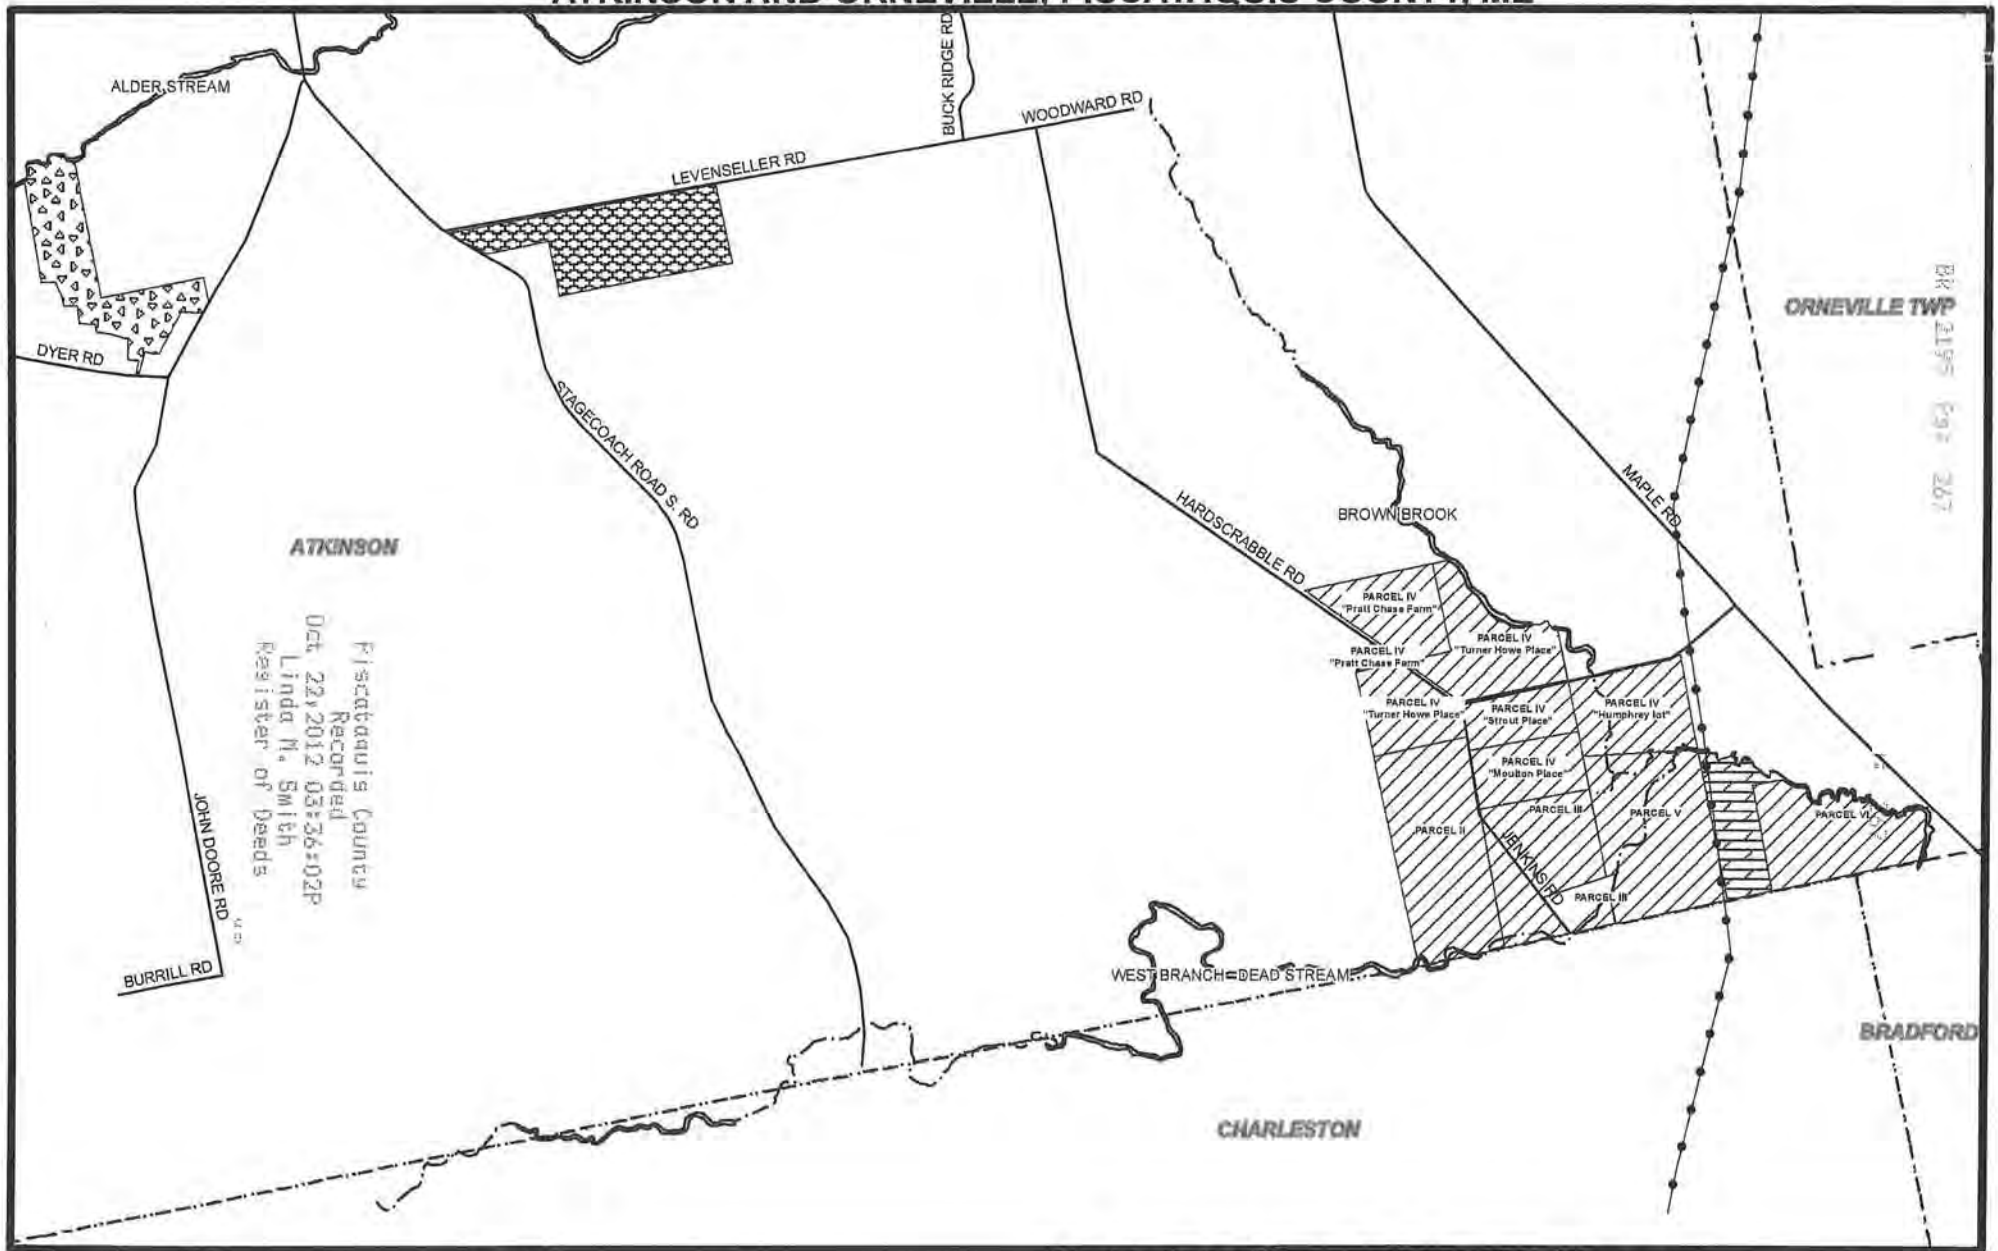 ATKINSON AND ORNEVILLE, PISCATAQUIS COUNTY, ME
ALDER STREAM
BUCK RIDGE RD
WOODWARD RD
LEVENSELLER RD
ORNEVILLE TWP
DYER RD
STAGECOACH ROAD S. RD
MAPLE RD
HARDSCRABBLE RD
BROWN BROOK
ATKINSON
PARCEL IV
"Pratt Chase Farm"
PARCEL IV
"Turner Howe Place"
PARCEL IV
"Pratt Chase Farm"
PARCEL IV
"Turner Howe Place"
PARCEL IV
"Strout Place"
PARCEL IV
"Humphrey lot"
PARCEL IV
"Moulton Place"
PARCEL III
PARCEL V
PARCEL VI
PARCEL II
JENKINS RD
PARCEL III
JOHN DOORE RD
BURRILL RD
WEST BRANCH DEAD STREAM
BRADFORD
CHARLESTON
Piscataquis County
Recorded
Oct 22,2012 03:36:02P
Linda M. Smith
Register of Deeds
BK 2195 Pg: 267